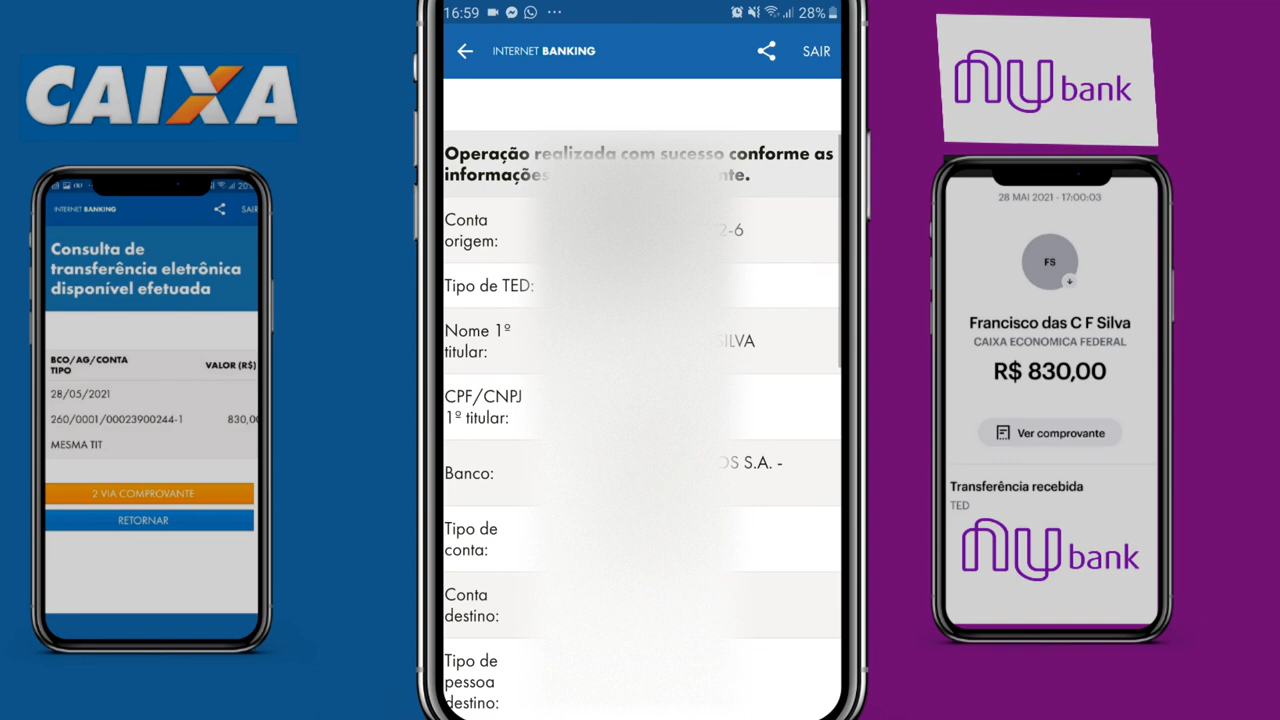 CAIXA
INTERNET BANKING
SAIR
Consulta de
transferência eletrônica
disponível efetuada
BCO/AG/CONTA
TIPO
VALOR (R$)
28/05/2021
260/0001/00023900244-1
830,0
MESMA TIT
2 VIA COMPROVANTE
RETORNAR
16:59
28%
INTERNET BANKING
SAIR
Operação realizada com sucesso conforme as
informações
Conta
origem:
2-6
Tipo de TED:
Nome 1º
titular:
SILVA
CPF/CNPJ
1º titular:
Banco:
OS S.A. -
Tipo de
conta:
Conta
destino:
Tipo de
pessoa
destino:
nu bank
28 MAI 2021 - 17:00:03
FS
Francisco das C F Silva
CAIXA ECONOMICA FEDERAL
R$ 830,00
Ver comprovante
Transferência recebida
TED
nu bank